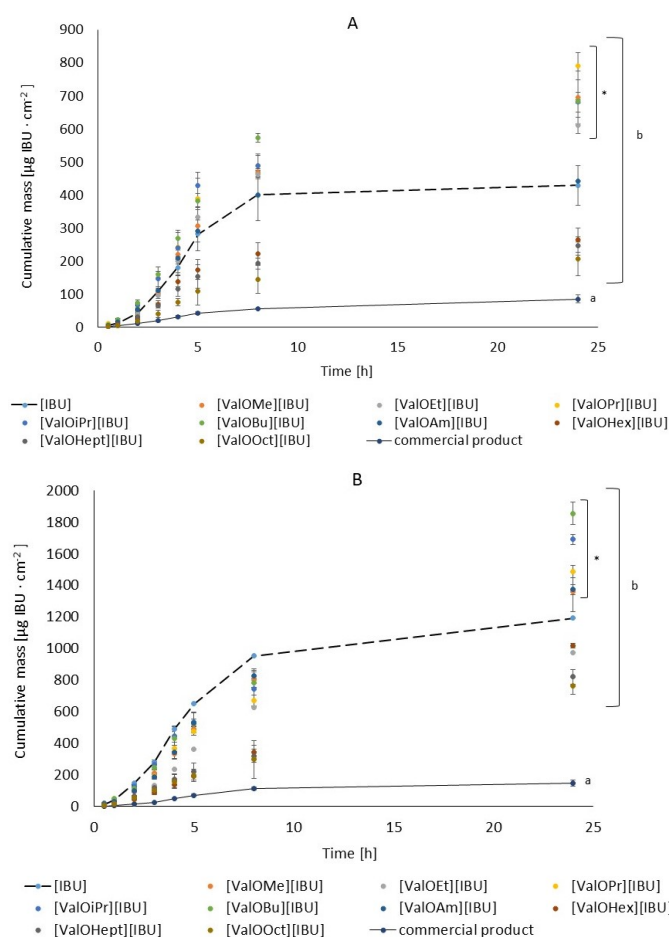 A
Cumulative mass [µg IBU · cm⁻²]
900
800
700
600
500
400
300
200
100
0
0 5 10 15 20 25
Time [h]
*
b
a
[IBU] [ValOMe][IBU] [ValOEt][IBU] [ValOPr][IBU]
[ValOiPr][IBU] [ValOBu][IBU] [ValOAm][IBU] [ValOHex][IBU]
[ValOHept][IBU] [ValOOct][IBU] commercial product
B
Cumulative mass [µg IBU · cm⁻²]
2000
1800
1600
1400
1200
1000
800
600
400
200
0
0 5 10 15 20 25
Time [h]
*
b
a
[IBU] [ValOMe][IBU] [ValOEt][IBU] [ValOPr][IBU]
[ValOiPr][IBU] [ValOBu][IBU] [ValOAm][IBU] [ValOHex][IBU]
[ValOHept][IBU] [ValOOct][IBU] commercial product